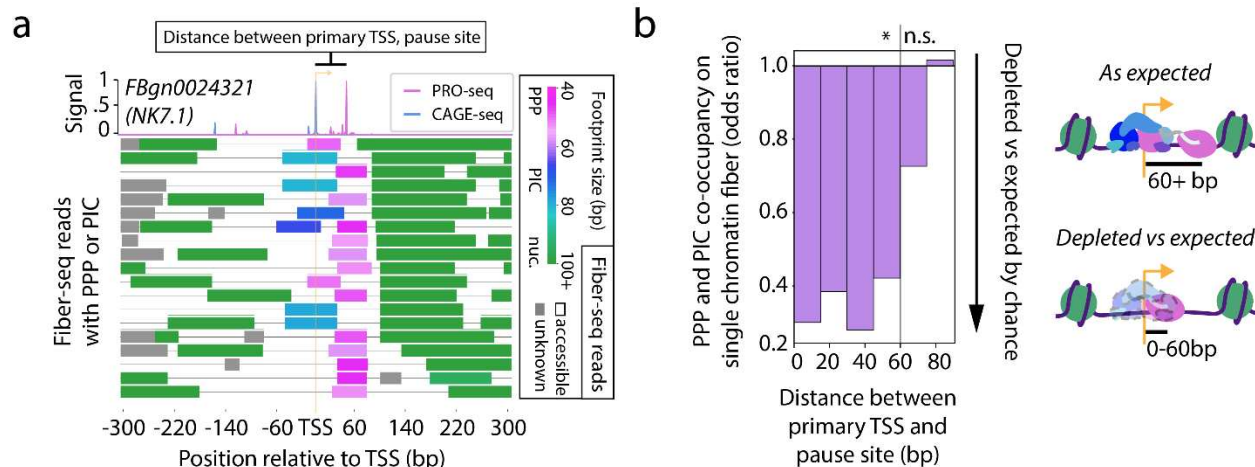 a
Distance between primary TSS, pause site
Signal
1
.5
0
FBgn0024321
(NK7.1)
PRO-seq
CAGE-seq
Fiber-seq reads
with PPP or PIC
-300 -220 -140 -60 TSS 60 140 220 300
Position relative to TSS (bp)
PPP
PIC
nuc.
40
60
80
100+
Footprint size (bp)
unknown
accessible
Fiber-seq reads
b
* n.s.
1.0
0.8
0.6
0.4
0.2
PPP and PIC co-occupancy on
single chromatin fiber (odds ratio)
0 20 40 60 80
Distance between
primary TSS and
pause site (bp)
Depleted vs expected by chance
As expected
60+ bp
Depleted vs expected
0-60bp